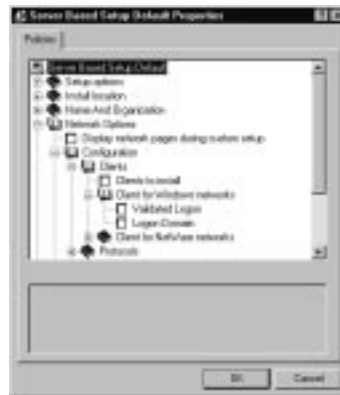 Server Based Setup Default Properties
Policies
Server Based Setup Default
Setup options
Install location
Name And Organization
Network Options
Display network pages during custom setup
Configuration
Clients
Clients to install
Client for Windows networks
Validated Logon
Logon Domain
Client for NetWare networks
Protocols
OK
Cancel